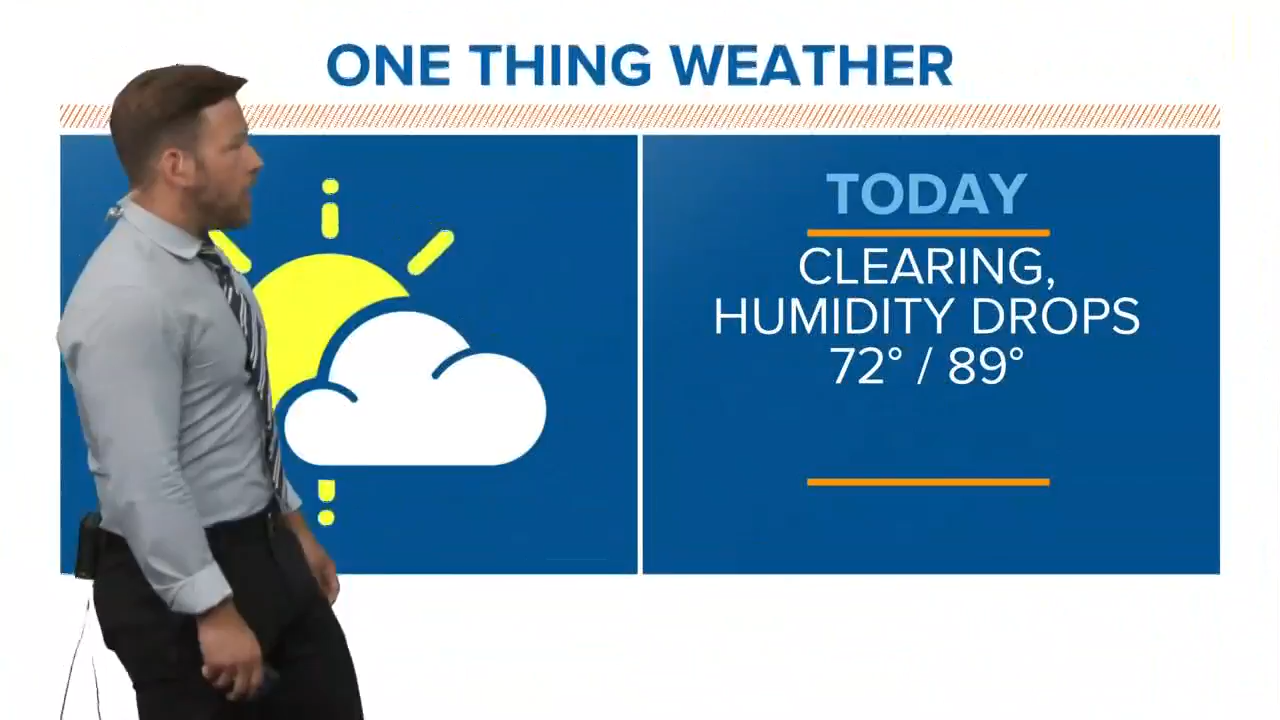 ONE THING WEATHER
TODAY
CLEARING,
HUMIDITY DROPS
72° / 89°